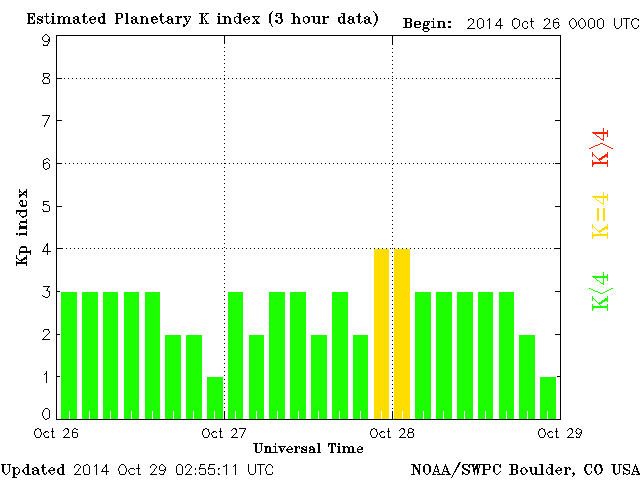 Estimated Planetary K index (3 hour data)
Begin: 2014 Oct 26 0000 UTC
9
8
7
6
5
4
3
2
1
0
Kp index
Oct 26
Oct 27
Oct 28
Oct 29
Universal Time
K>4
K=4
K<4
Updated 2014 Oct 29 02:55:11 UTC
NOAA/SWPC Boulder, CO USA